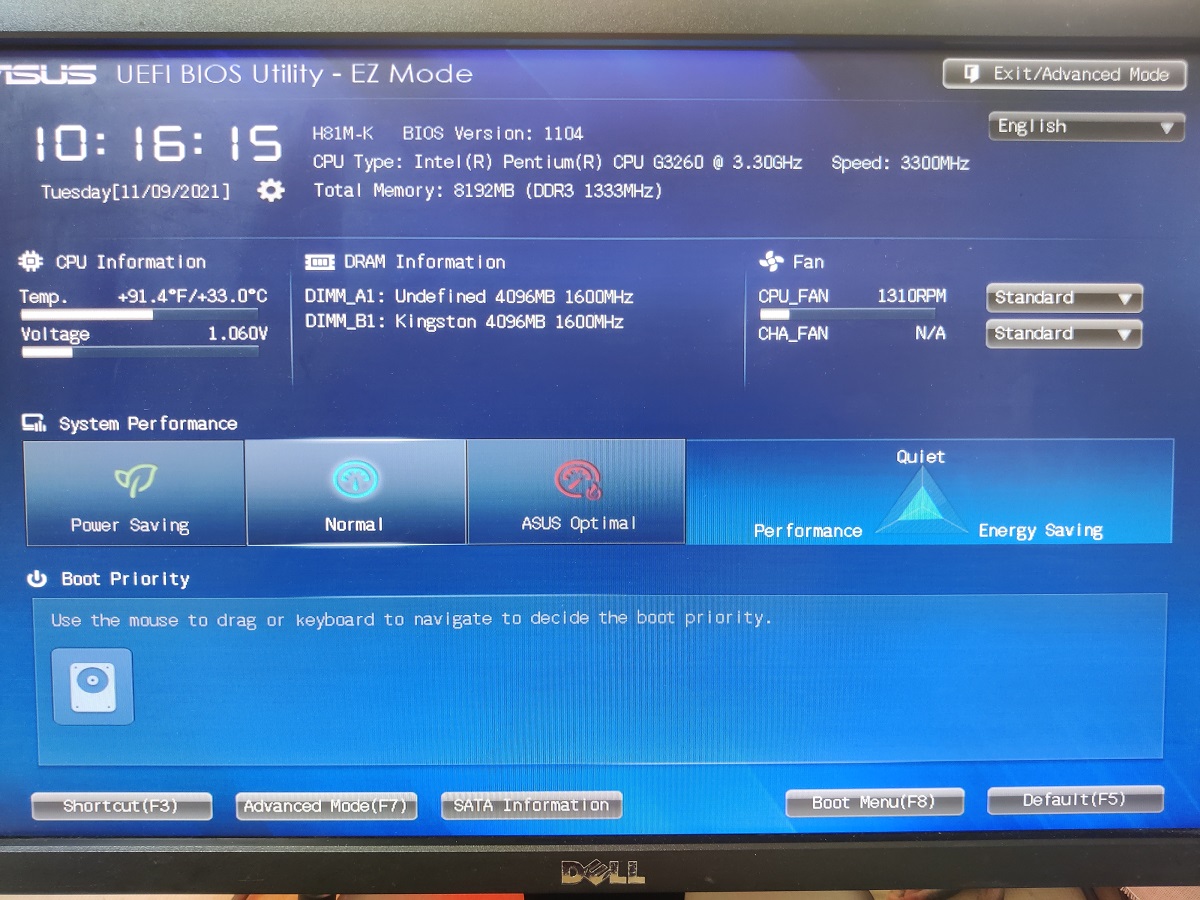 ASUS UEFI BIOS Utility - EZ Mode
Exit/Advanced Mode
English
10:16:15
Tuesday[11/09/2021]
H81M-K BIOS Version: 1104
CPU Type: Intel(R) Pentium(R) CPU G3260 @ 3.30GHz Speed: 3300MHz
Total Memory: 8192MB (DDR3 1333MHz)
CPU Information
Temp. +91.4°F/+33.0°C
Voltage 1.060V
DRAM Information
DIMM_A1: Undefined 4096MB 1600MHz
DIMM_B1: Kingston 4096MB 1600MHz
Fan
CPU_FAN 1310RPM Standard
CHA_FAN N/A Standard
System Performance
Power Saving
Normal
ASUS Optimal
Quiet
Performance
Energy Saving
Boot Priority
Use the mouse to drag or keyboard to navigate to decide the boot priority.
Shortcut(F3) Advanced Mode(F7) SATA Information Boot Menu(F8) Default(F5)
DELL